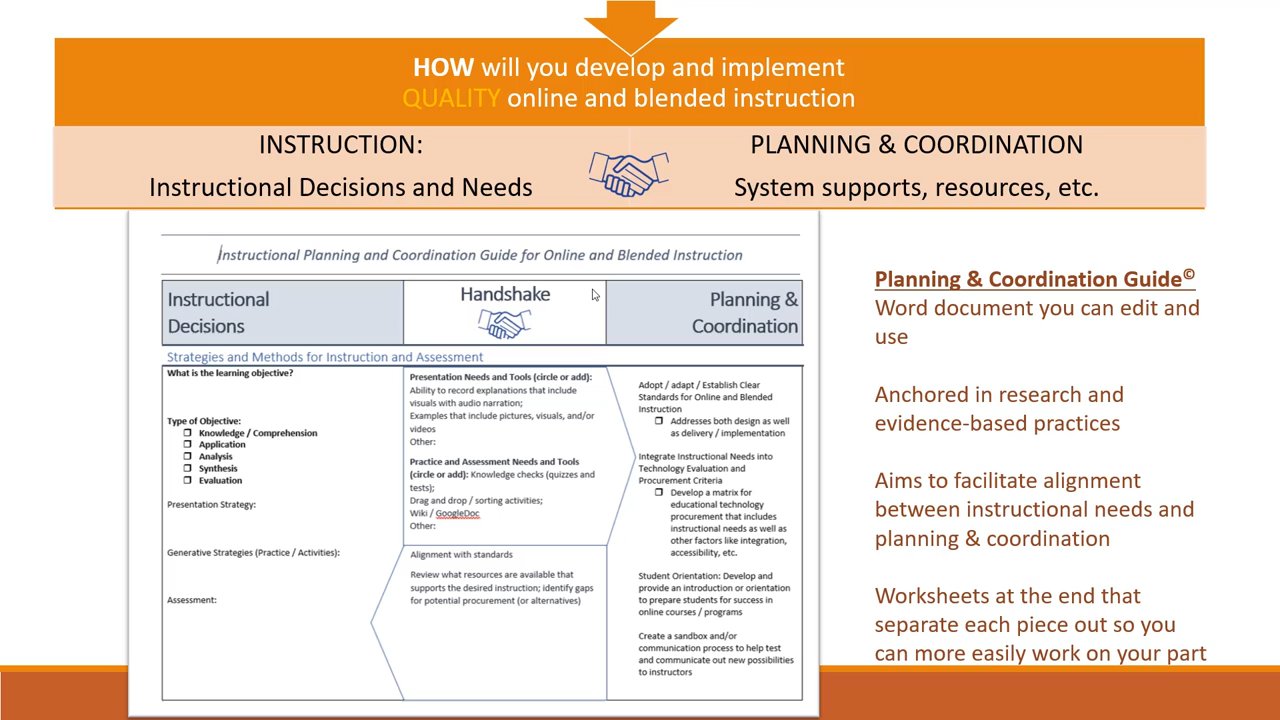 HOW will you develop and implement
QUALITY online and blended instruction
INSTRUCTION:
Instructional Decisions and Needs
PLANNING & COORDINATION
System supports, resources, etc.
Instructional Planning and Coordination Guide for Online and Blended Instruction
Instructional
Decisions
Handshake
Planning &
Coordination
Strategies and Methods for Instruction and Assessment
What is the learning objective?
Type of Objective:
Knowledge / Comprehension
Application
Analysis
Synthesis
Evaluation
Presentation Strategy:
Generative Strategies (Practice / Activities):
Assessment:
Presentation Needs and Tools (circle or add):
Ability to record explanations that include
visuals with audio narration;
Examples that include pictures, visuals, and/or
videos
Other:
Practice and Assessment Needs and Tools
(circle or add): Knowledge checks (quizzes and
tests);
Drag and drop / sorting activities;
Wiki / GoogleDoc
Other:
Alignment with standards
Review what resources are available that
supports the desired instruction; identify gaps
for potential procurement (or alternatives)
Adopt / adapt / Establish Clear
Standards for Online and Blended
Instruction
Addresses both design as well
as delivery / implementation
Integrate Instructional Needs into
Technology Evaluation and
Procurement Criteria
Develop a matrix for
educational technology
procurement that includes
instructional needs as well as
other factors like integration,
accessibility, etc.
Student Orientation: Develop and
provide an introduction or orientation
to prepare students for success in
online courses / programs
Create a sandbox and/or
communication process to help test
and communicate out new possibilities
to instructors
Planning & Coordination Guide©
Word document you can edit and
use
Anchored in research and
evidence-based practices
Aims to facilitate alignment
between instructional needs and
planning & coordination
Worksheets at the end that
separate each piece out so you
can more easily work on your part